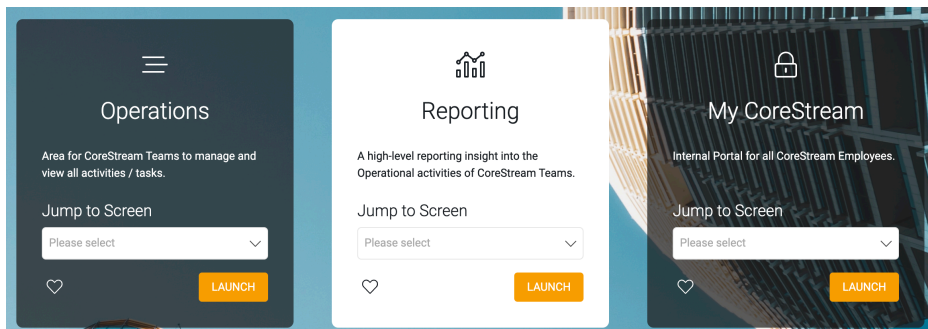 Operations
Area for CoreStream Teams to manage and
view all activities / tasks.
Jump to Screen
Please select
LAUNCH
Reporting
A high-level reporting insight into the
Operational activities of CoreStream Teams.
Jump to Screen
Please select
LAUNCH
My CoreStream
Internal Portal for all CoreStream Employees.
Jump to Screen
Please select
LAUNCH